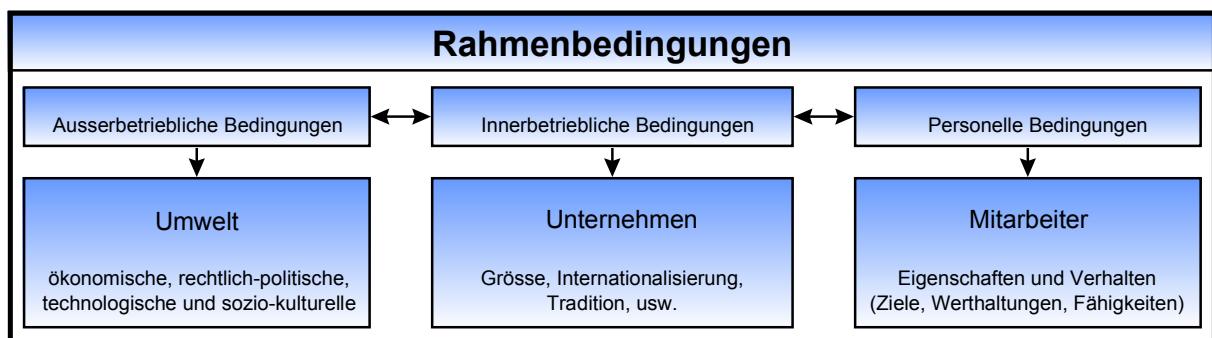 Rahmenbedingungen
Ausserbetriebliche Bedingungen
Innerbetriebliche Bedingungen
Personelle Bedingungen
Umwelt
ökonomische, rechtlich-politische,
technologische und sozio-kulturelle
Unternehmen
Grösse, Internationalisierung,
Tradition, usw.
Mitarbeiter
Eigenschaften und Verhalten
(Ziele, Werthaltungen, Fähigkeiten)